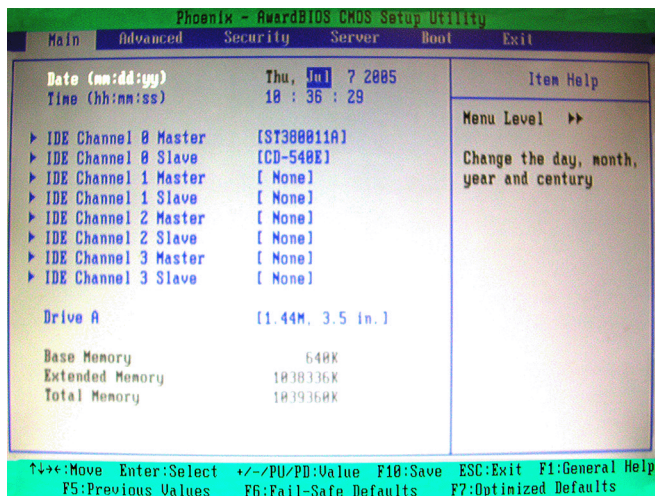 Phoenix - AwardBIOS CMOS Setup Utility
Main Advanced Security Server Boot Exit
Date (mm:dd:yy) Thu, Jul 7 2005
Time (hh:mm:ss) 10 : 36 : 29
IDE Channel 0 Master [ST380011A]
IDE Channel 0 Slave [CD-540E]
IDE Channel 1 Master [ None]
IDE Channel 1 Slave [ None]
IDE Channel 2 Master [ None]
IDE Channel 2 Slave [ None]
IDE Channel 3 Master [ None]
IDE Channel 3 Slave [ None]
Drive A [1.44M, 3.5 in.]
Base Memory 640K
Extended Memory 1038336K
Total Memory 1039360K
Item Help
Menu Level ▶▶
Change the day, month,
year and century
↑↓→←:Move Enter:Select +/-/PU/PD:Value F10:Save ESC:Exit F1:General Help
F5:Previous Values F6:Fail-Safe Defaults F7:Optimized Defaults